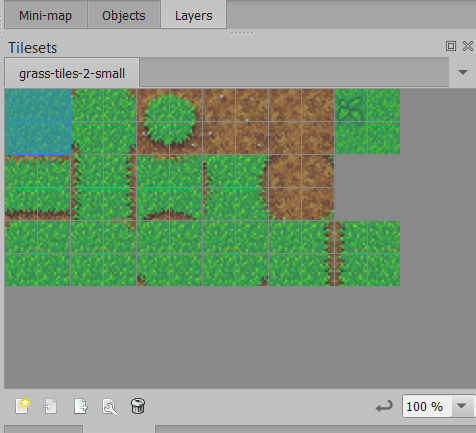 Mini-map Objects Layers
Tilesets
grass-tiles-2-small
100 %